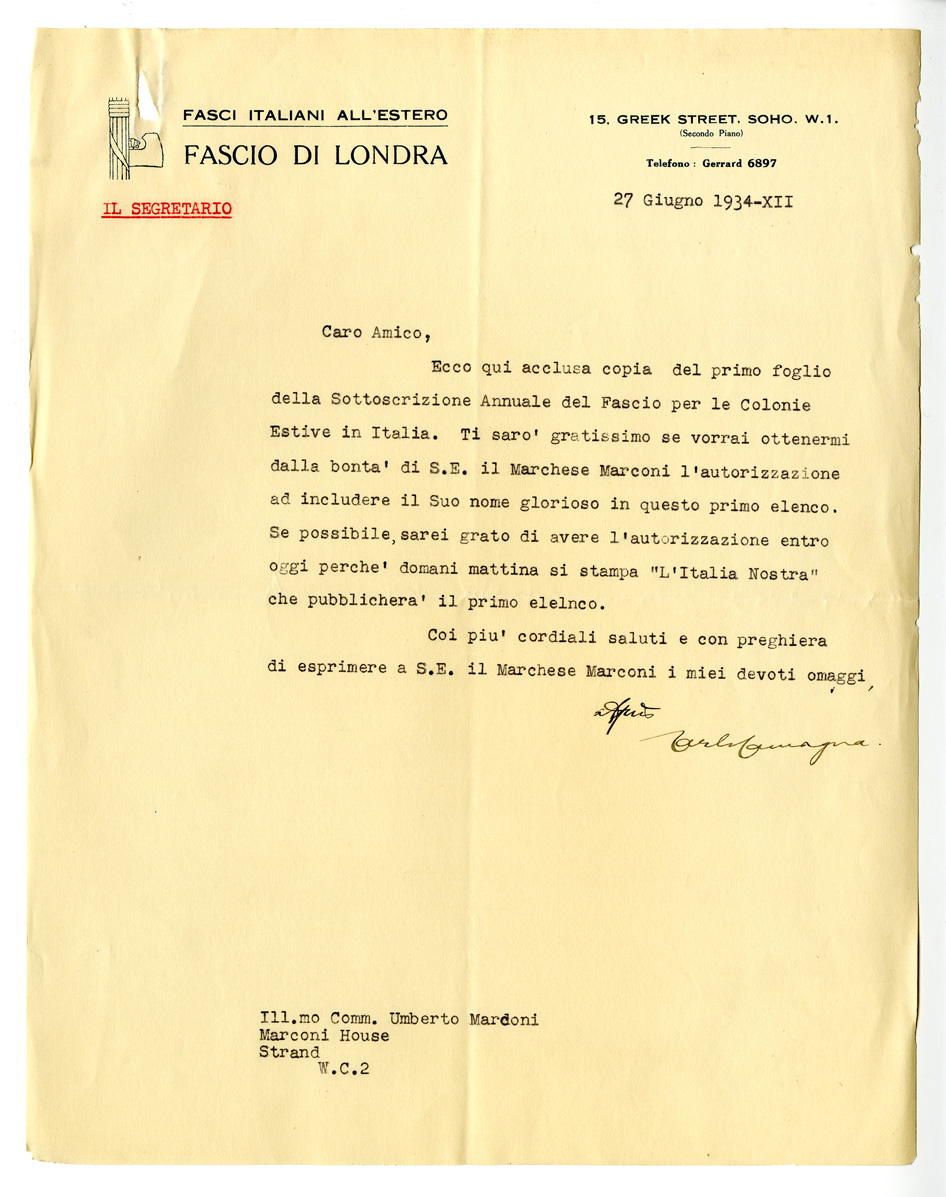 FASCI ITALIANI ALL'ESTERO
FASCIO DI LONDRA
IL SEGRETARIO
15, GREEK STREET, SOHO. W.1.
(Secondo Piano)
Telefono : Gerrard 6897
27 Giugno 1934-XII
Caro Amico,
Ecco qui acclusa copia del primo foglio
della Sottoscrizione Annuale del Fascio per le Colonie
Estive in Italia. Ti saro' gratissimo se vorrai ottenermi
dalla bonta' di S.E. il Marchese Marconi l'autorizzazione
ad includere il Suo nome glorioso in questo primo elenco.
Se possibile, sarei grato di avere l'autorizzazione entro
oggi perche' domani mattina si stampa "L'Italia Nostra"
che pubblichera' il primo elelnco.
Coi piu' cordiali saluti e con preghiera
di esprimere a S.E. il Marchese Marconi i miei devoti omaggi,
Ill.mo Comm. Umberto Mardoni
Marconi House
Strand
W.C.2